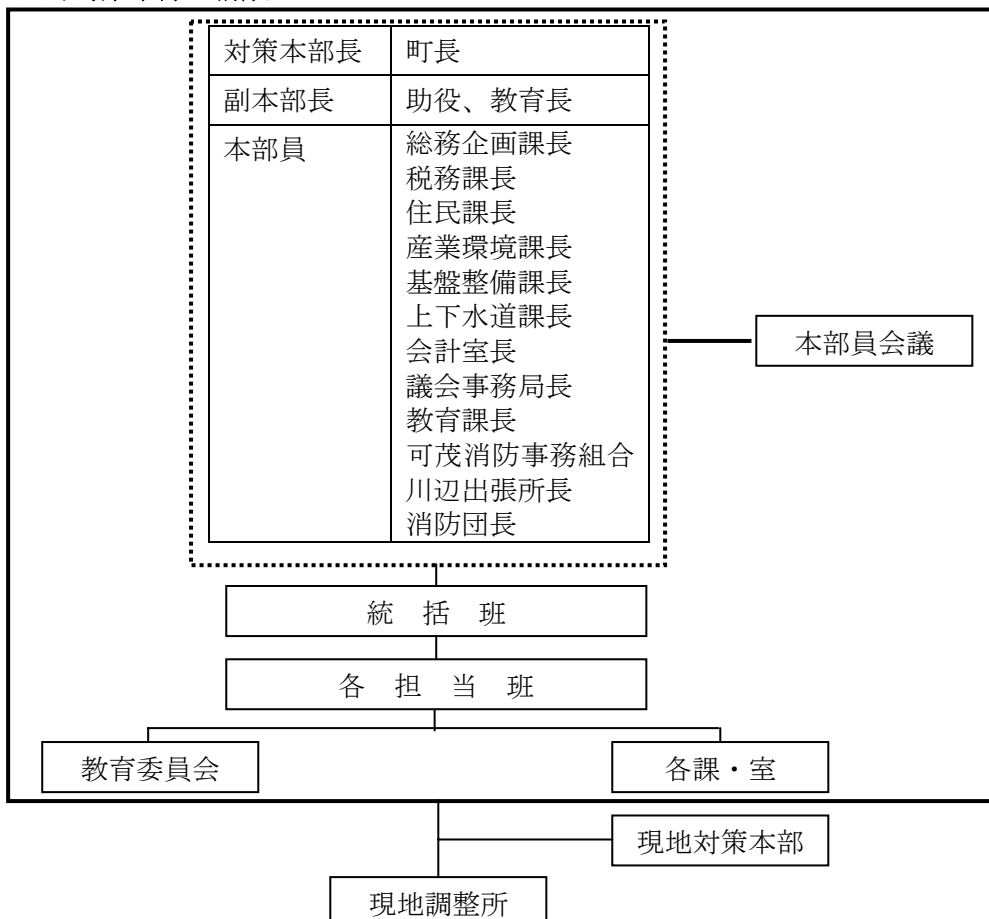 対策本部長 町長
副本部長 助役、教育長
本部員 総務企画課長
税務課長
住民課長
産業環境課長
基盤整備課長
上下水道課長
会計室長
議会事務局長
教育課長
可茂消防事務組合
川辺出張所長
消防団長
本部員会議
統 括 班
各 担 当 班
教育委員会
各課・室
現地対策本部
現地調整所